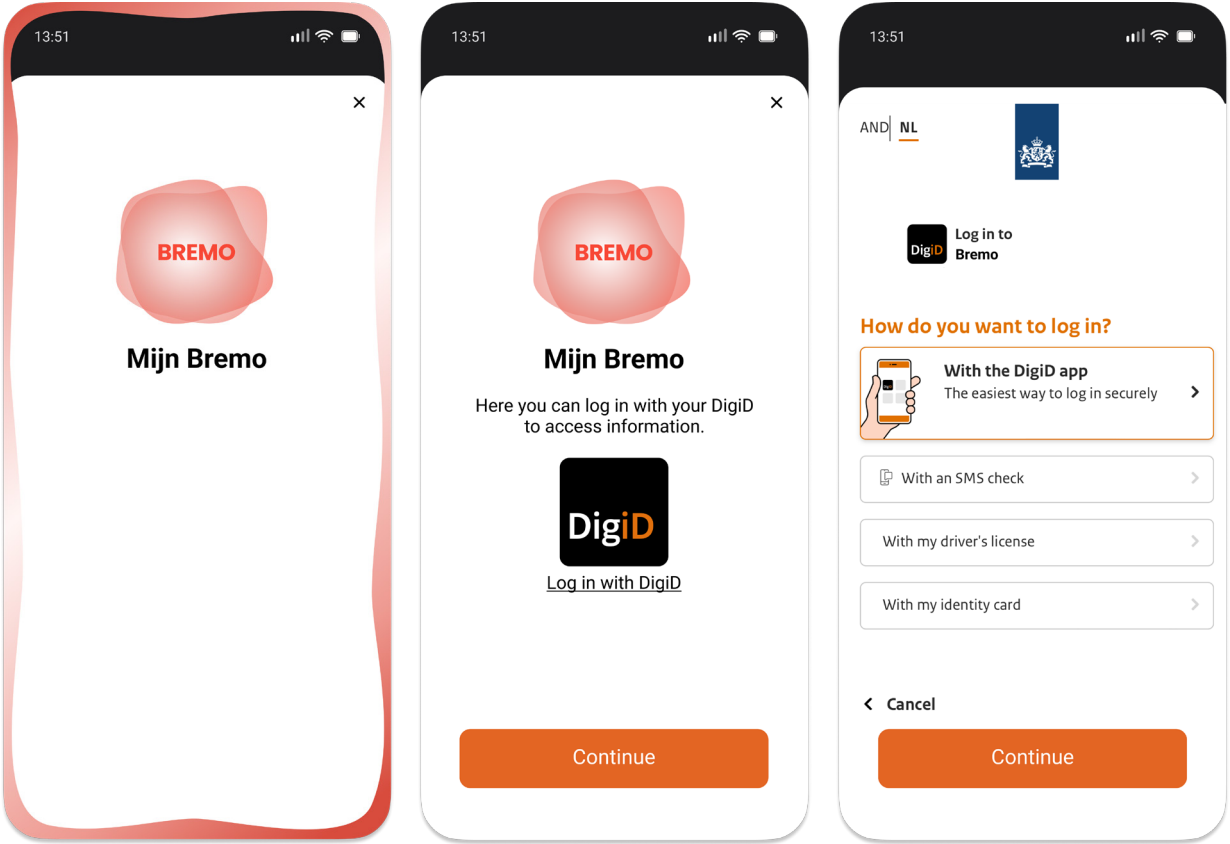 13:51
BREMO
Mijn Bremo
13:51
BREMO
Mijn Bremo
Here you can log in with your DigiD
to access information.
DigiD
Log in with DigiD
Continue
13:51
AND NL
DigiD
Log in to
Bremo
How do you want to log in?
With the DigiD app
The easiest way to log in securely
With an SMS check
With my driver's license
With my identity card
Cancel
Continue